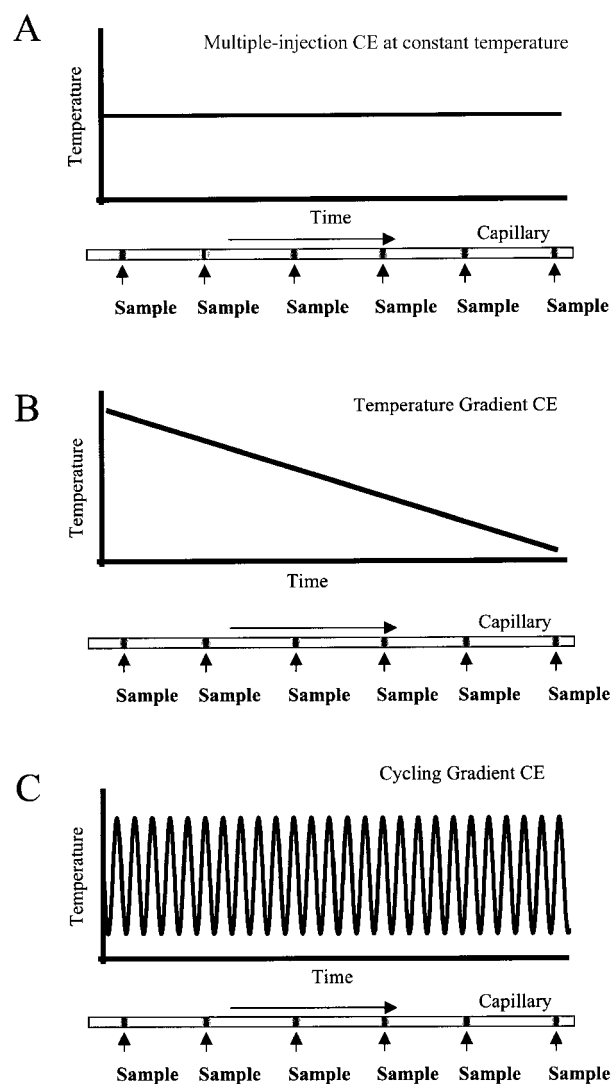 A
Multiple-injection CE at constant temperature
Temperature
Time
Capillary
Sample Sample Sample Sample Sample Sample
B
Temperature Gradient CE
Temperature
Time
Capillary
Sample Sample Sample Sample Sample Sample
C
Cycling Gradient CE
Temperature
Time
Capillary
Sample Sample Sample Sample Sample Sample